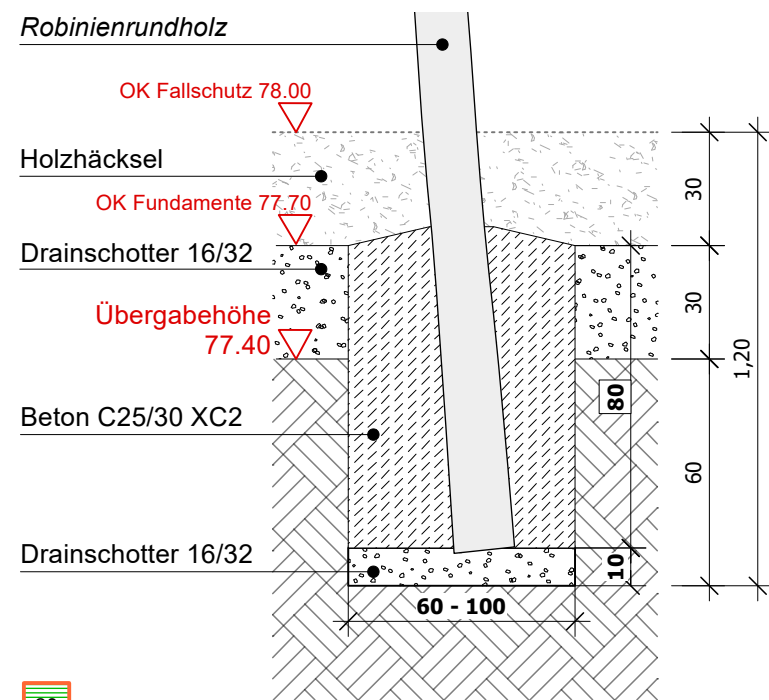 Robinienrundholz
OK Fallschutz 78.00
Holzhäcksel
OK Fundamente 77.70
Drainschotter 16/32
Übergabehöhe
77.40
Beton C25/30 XC2
Drainschotter 16/32
30
30
60
1,20
80
10
60 - 100